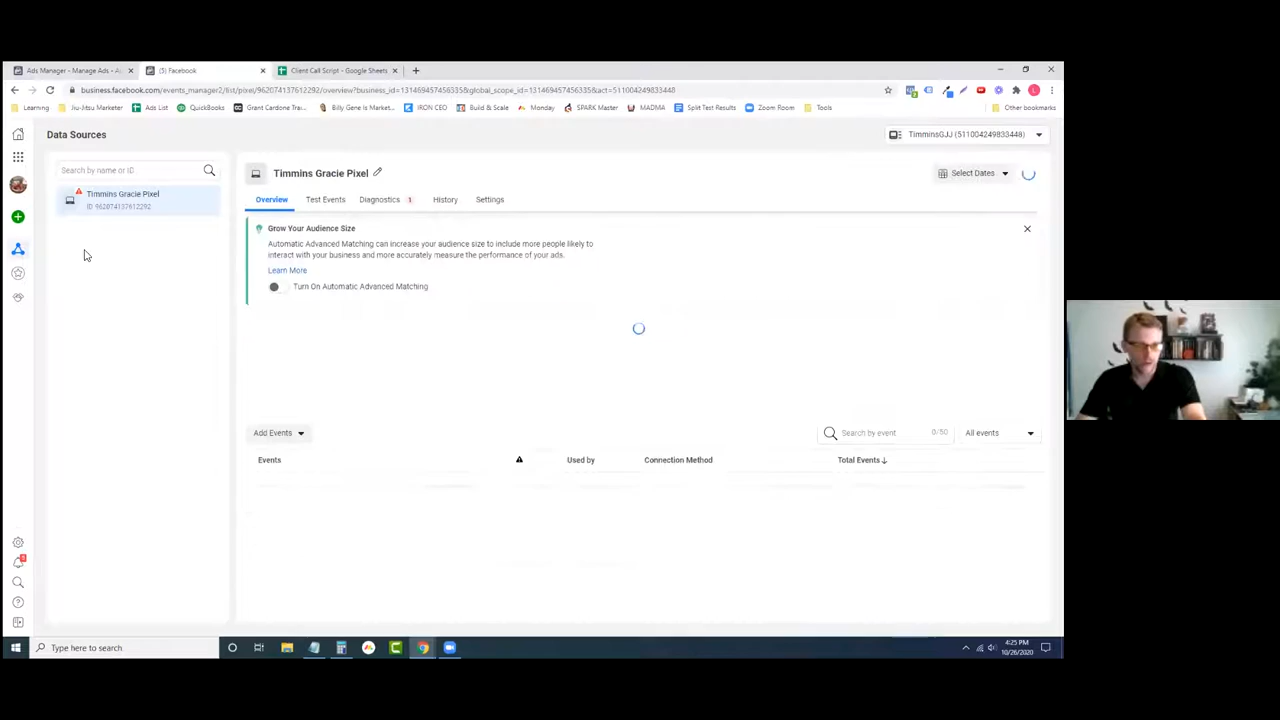 Ads Manager - Manage Ads - A
(5) Facebook
Client Call Script - Google Sheets
business.facebook.com/events_manager2/list/pixel/962074137612292/overview?business_id=1314694574563358&global_scope_id=1314694574563358&act=511004249833448
Learning
Jiu-Jitsu Marketer
Ads List
QuickBooks
Grant Cardone Tra...
Billy Gene Is Market...
IRON CEO
Build & Scale
Monday
SPARK Master
MADMA
Split Test Results
Zoom Room
Tools
Other bookmarks
Data Sources
TimminsGJJ (511004249833448)
Search by name or ID
Timmins Gracie Pixel
ID: 962074137612292
Timmins Gracie Pixel
Select Dates
Overview
Test Events
Diagnostics 1
History
Settings
Grow Your Audience Size
Automatic Advanced Matching can increase your audience size to include more people likely to
interact with your business and more accurately measure the performance of your ads.
Learn More
Turn On Automatic Advanced Matching
Add Events
Search by event
0/50
All events
Events
Used by
Connection Method
Total Events
Type here to search
4:25 PM
10/26/2020